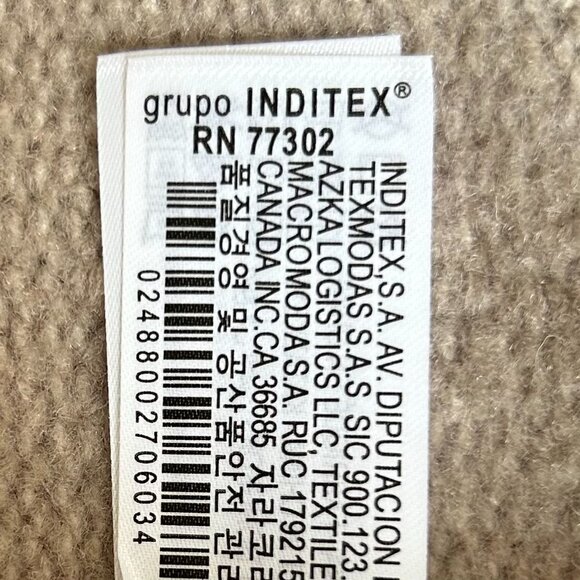 grupo INDITEX®
RN 77302
INDITEX, S.A. AV. DIPUTACION
TEXMODAS S.A.S SIC 900.123.
AZKA LOGISTICS LLC, TEXTILE
MACROMODA S.A. RUC 179215
CANADA INC.CA 36685 자라코리
품질경영 및 공산품안전 관리
02488002706034